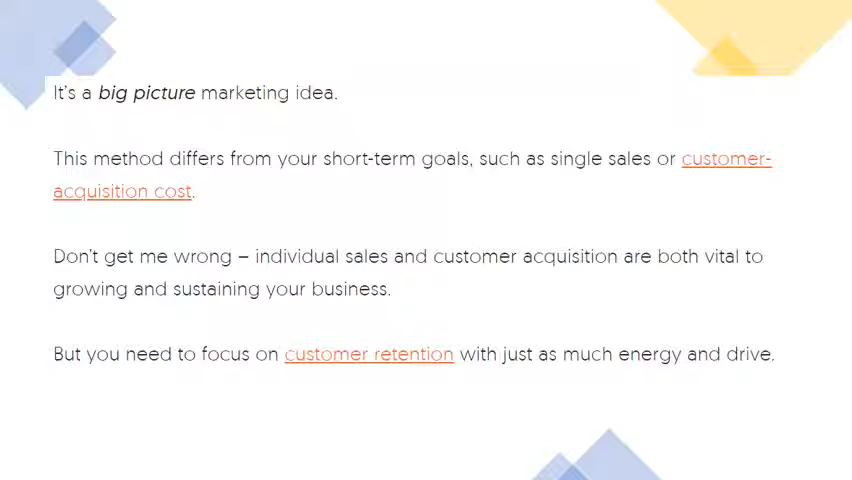 It's a big picture marketing idea.
This method differs from your short-term goals, such as single sales or customer-
acquisition cost.
Don't get me wrong – individual sales and customer acquisition are both vital to
growing and sustaining your business.
But you need to focus on customer retention with just as much energy and drive.